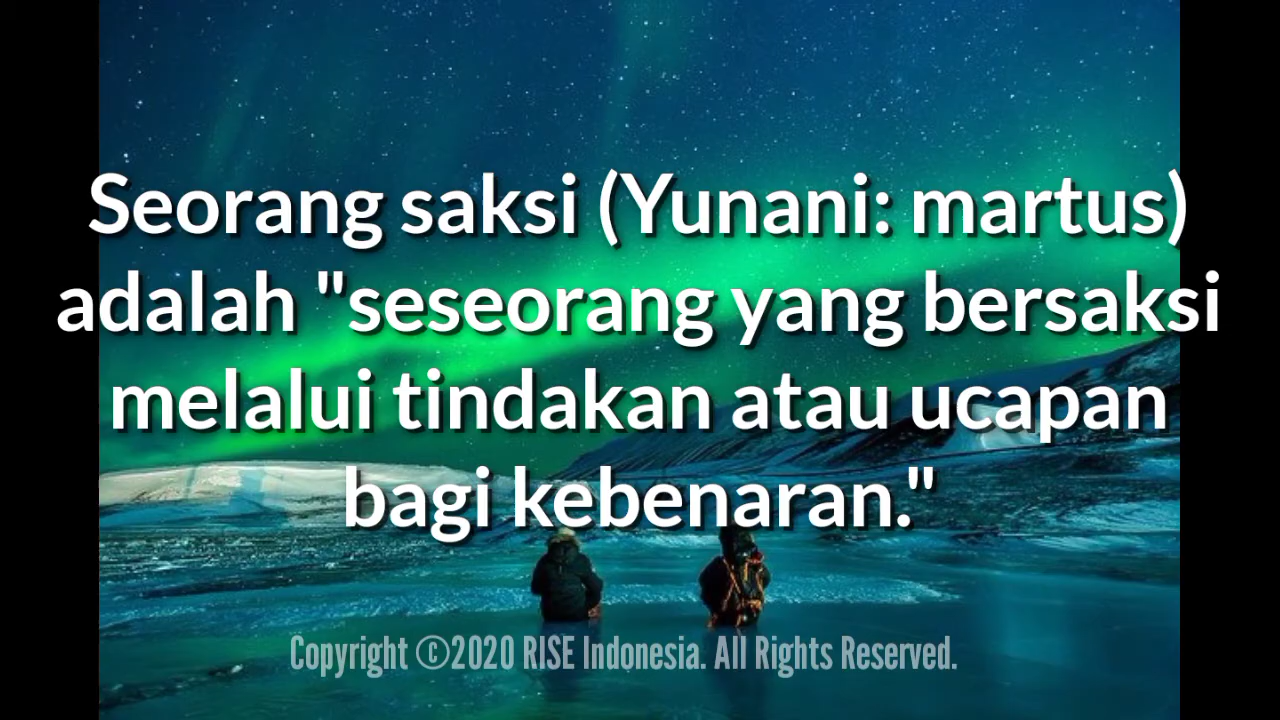 Seorang saksi (Yunani: martus)
adalah "seseorang yang bersaksi
melalui tindakan atau ucapan
bagi kebenaran."
Copyright ©2020 RISE Indonesia. All Rights Reserved.